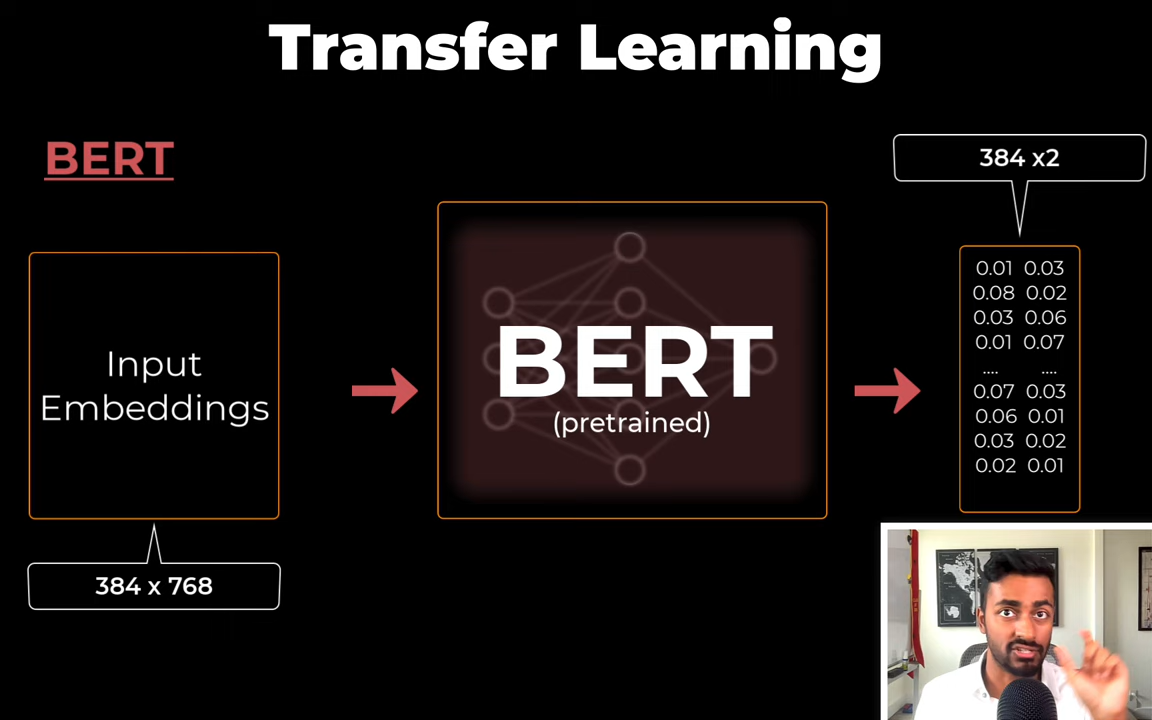 Transfer Learning
BERT
Input
Embeddings
384 x 768
BERT
(pretrained)
384 x2
0.01 0.03
0.08 0.02
0.03 0.06
0.01 0.07
.... ....
0.07 0.03
0.06 0.01
0.03 0.02
0.02 0.01